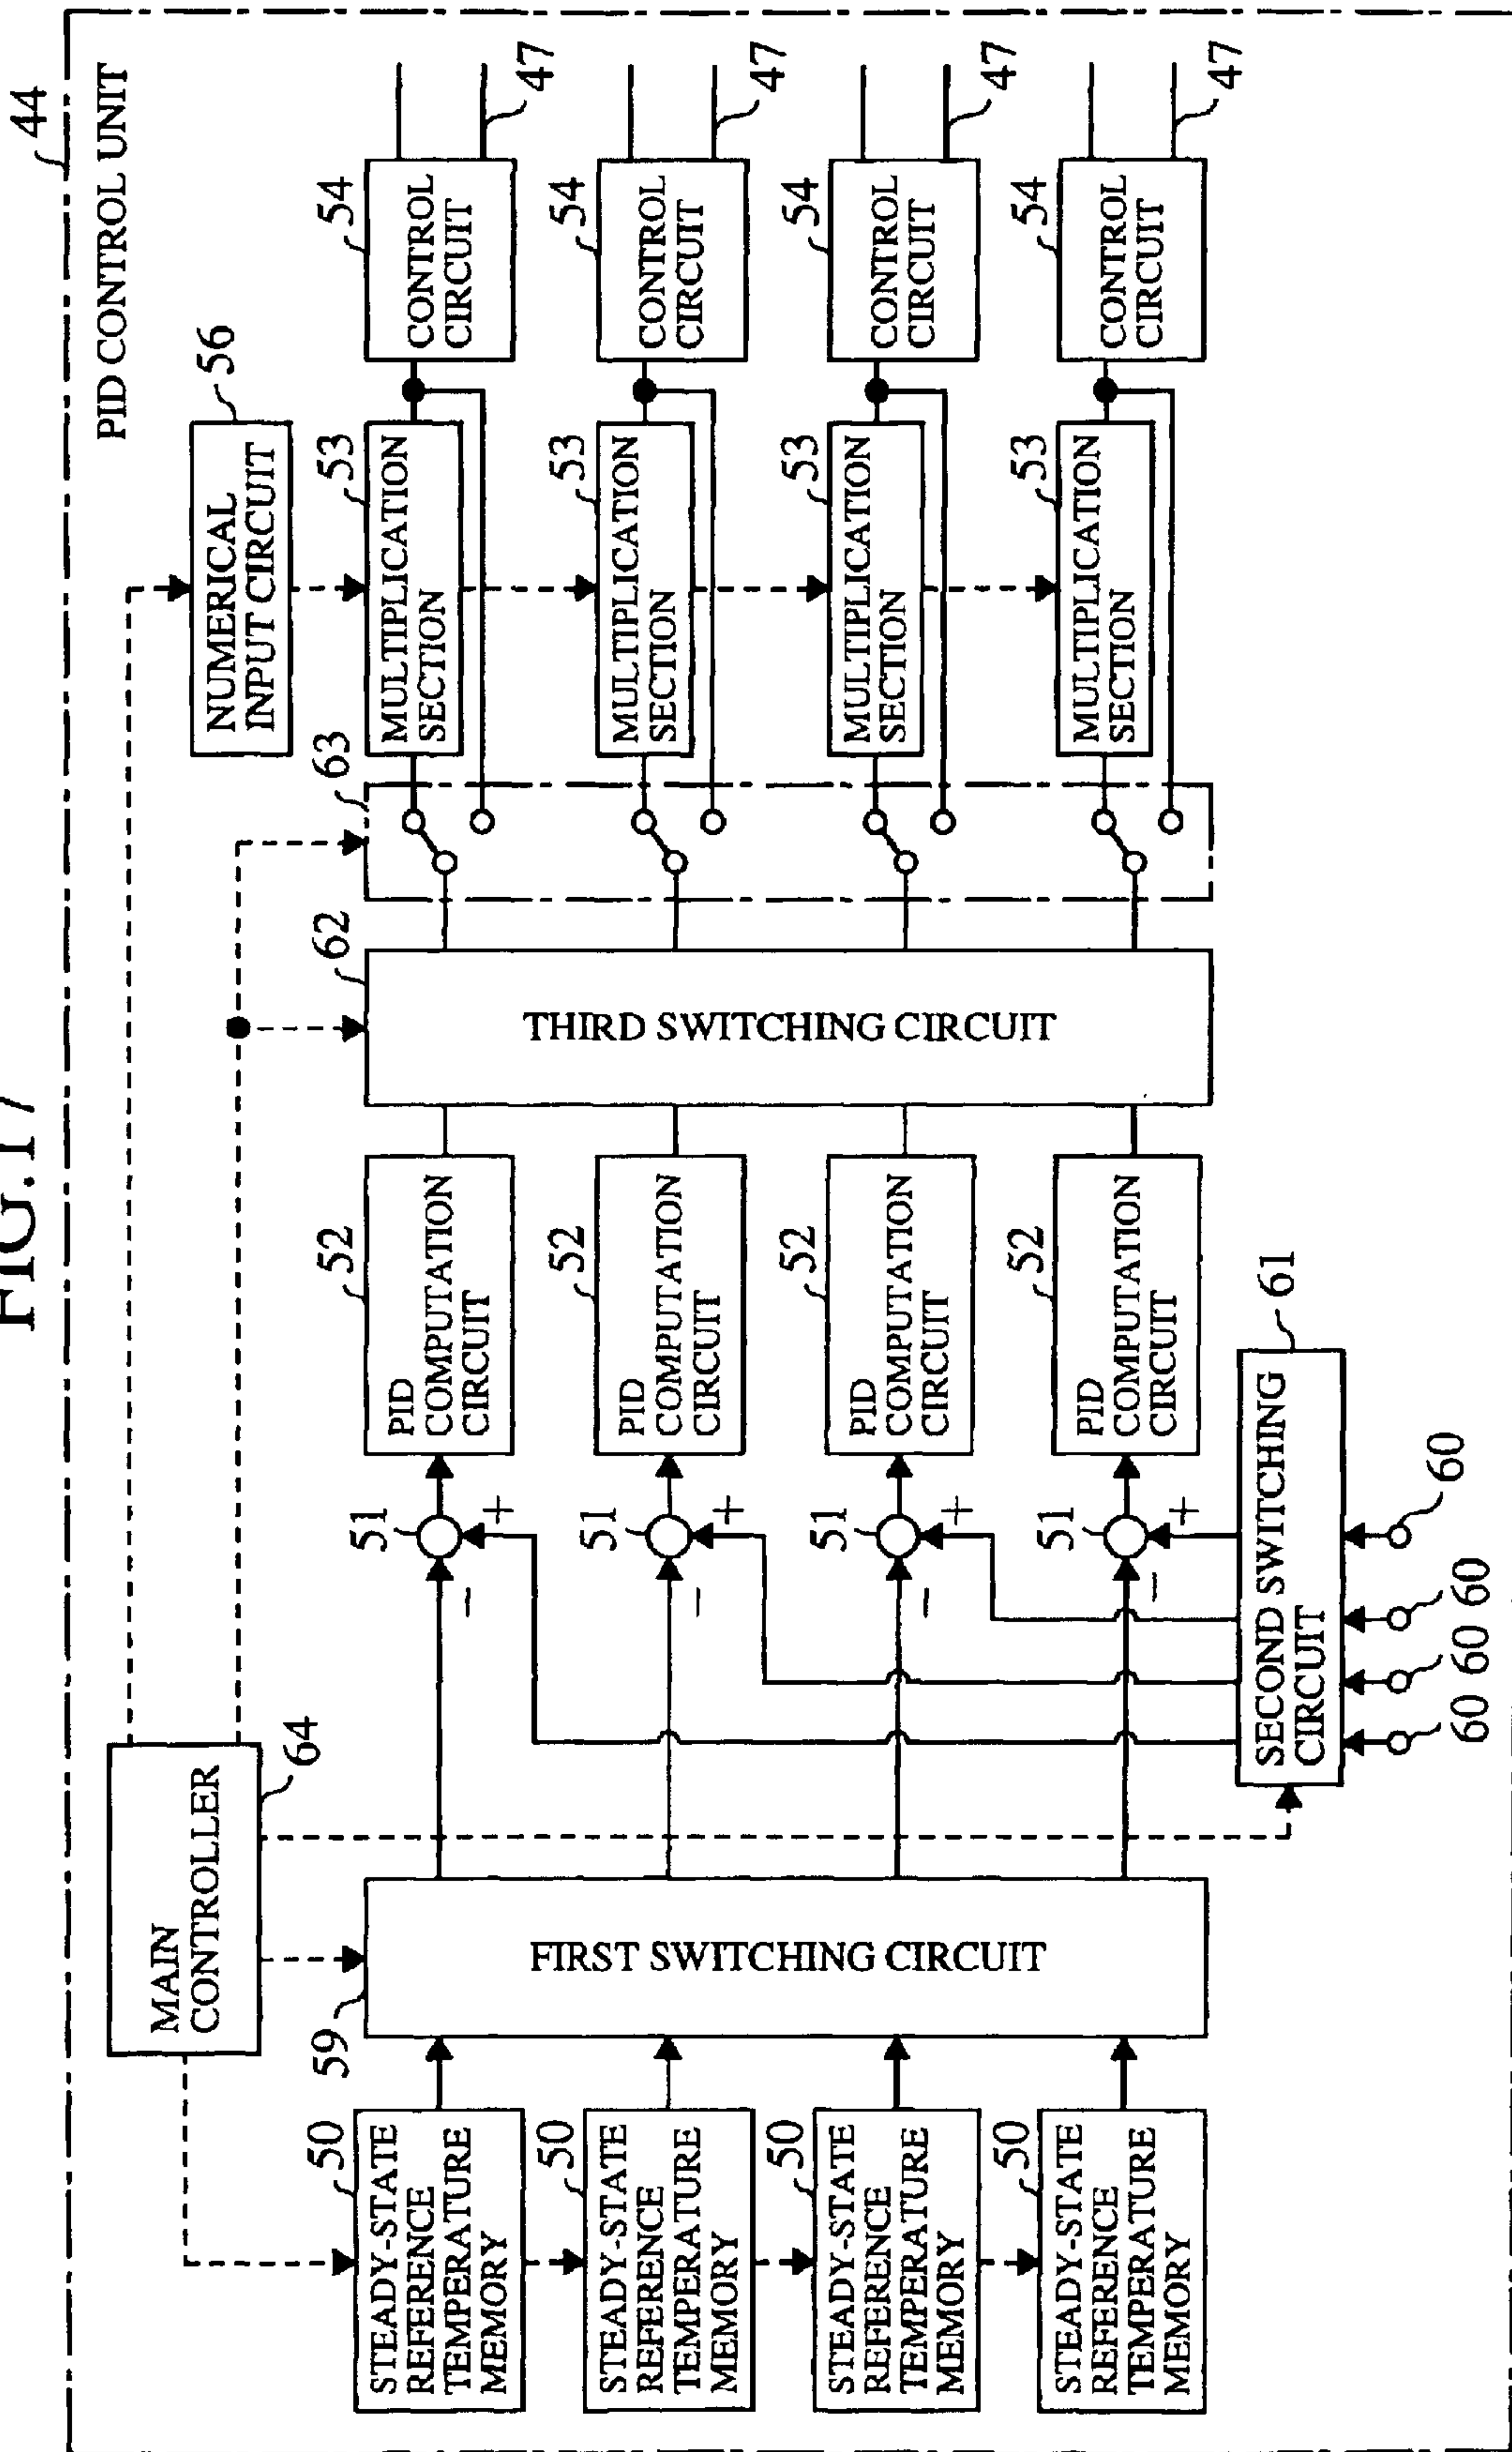 FIG.17
44
PID CONTROL UNIT
MAIN
CONTROLLER
64
NUMERICAL
INPUT CIRCUIT
56
50
STEADY-STATE
REFERENCE
TEMPERATURE
MEMORY
59
FIRST SWITCHING CIRCUIT
51
+
−
52
PID
COMPUTATION
CIRCUIT
62
THIRD SWITCHING CIRCUIT
63
53
MULTIPLICATION
SECTION
54
CONTROL
CIRCUIT
47
50
STEADY-STATE
REFERENCE
TEMPERATURE
MEMORY
51
+
−
52
PID
COMPUTATION
CIRCUIT
53
MULTIPLICATION
SECTION
54
CONTROL
CIRCUIT
47
50
STEADY-STATE
REFERENCE
TEMPERATURE
MEMORY
51
+
−
52
PID
COMPUTATION
CIRCUIT
53
MULTIPLICATION
SECTION
54
CONTROL
CIRCUIT
47
50
STEADY-STATE
REFERENCE
TEMPERATURE
MEMORY
51
+
−
52
PID
COMPUTATION
CIRCUIT
53
MULTIPLICATION
SECTION
54
CONTROL
CIRCUIT
47
61
SECOND SWITCHING
CIRCUIT
60 60 60 60